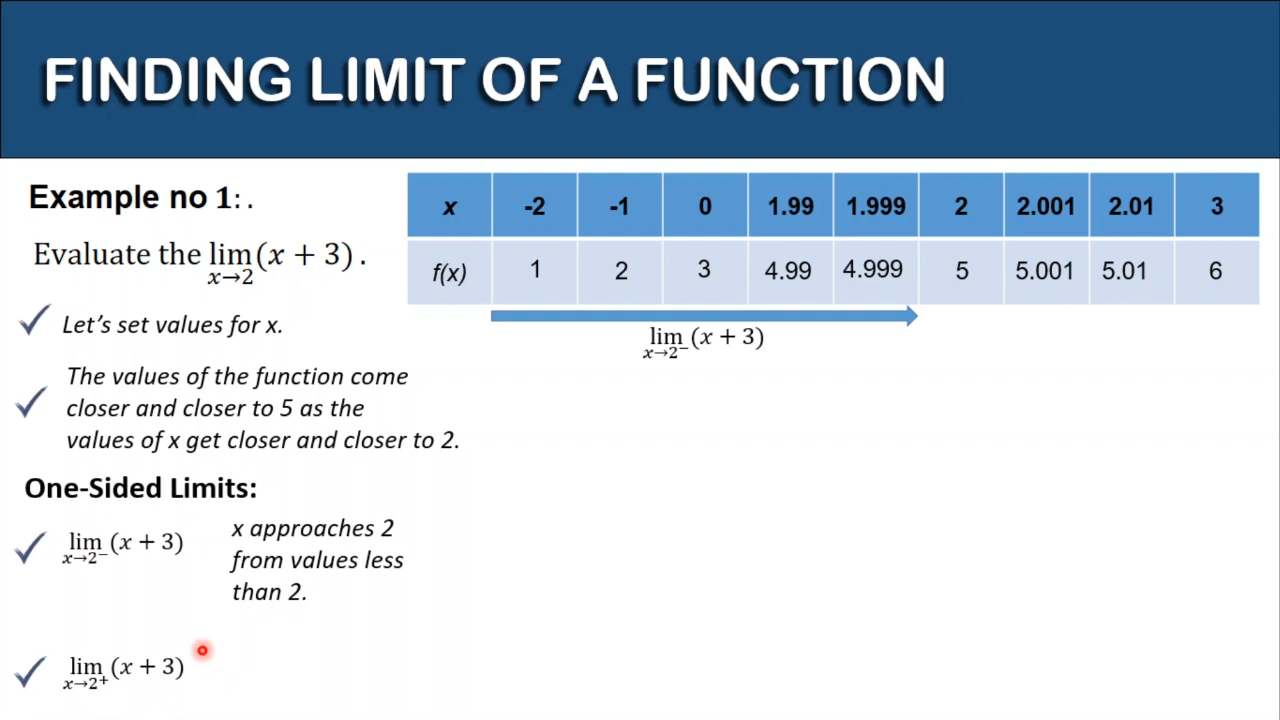 FINDING LIMIT OF A FUNCTION
Example no 1: .
Evaluate the lim (x + 3) .
x→2
x -2 -1 0 1.99 1.999 2 2.001 2.01 3
f(x) 1 2 3 4.99 4.999 5 5.001 5.01 6
lim (x + 3)
x→2⁻
Let's set values for x.
The values of the function come
closer and closer to 5 as the
values of x get closer and closer to 2.
One-Sided Limits:
lim (x + 3)
x→2⁻
x approaches 2
from values less
than 2.
lim (x + 3)
x→2⁺